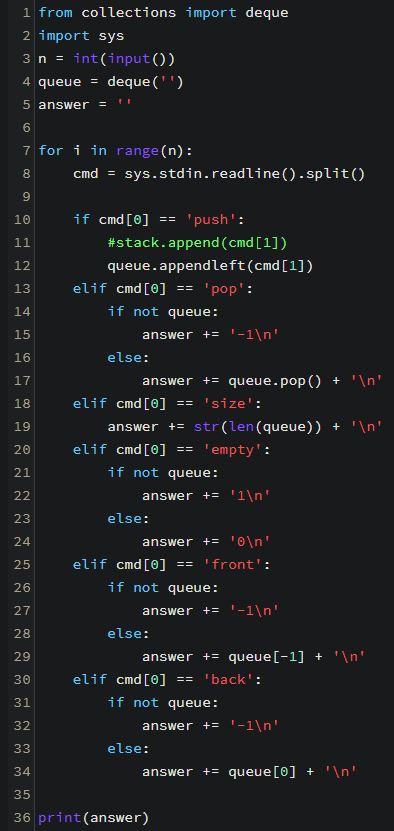 1 from collections import deque
2 import sys
3 n = int(input())
4 queue = deque('')
5 answer = ''
6
7 for i in range(n):
8     cmd = sys.stdin.readline().split()
9
10     if cmd[0] == 'push':
11         #stack.append(cmd[1])
12         queue.appendleft(cmd[1])
13     elif cmd[0] == 'pop':
14         if not queue:
15             answer += '-1\n'
16         else:
17             answer += queue.pop() + '\n'
18     elif cmd[0] == 'size':
19         answer += str(len(queue)) + '\n'
20     elif cmd[0] == 'empty':
21         if not queue:
22             answer += '1\n'
23         else:
24             answer += '0\n'
25     elif cmd[0] == 'front':
26         if not queue:
27             answer += '-1\n'
28         else:
29             answer += queue[-1] + '\n'
30     elif cmd[0] == 'back':
31         if not queue:
32             answer += '-1\n'
33         else:
34             answer += queue[0] + '\n'
35
36 print(answer)